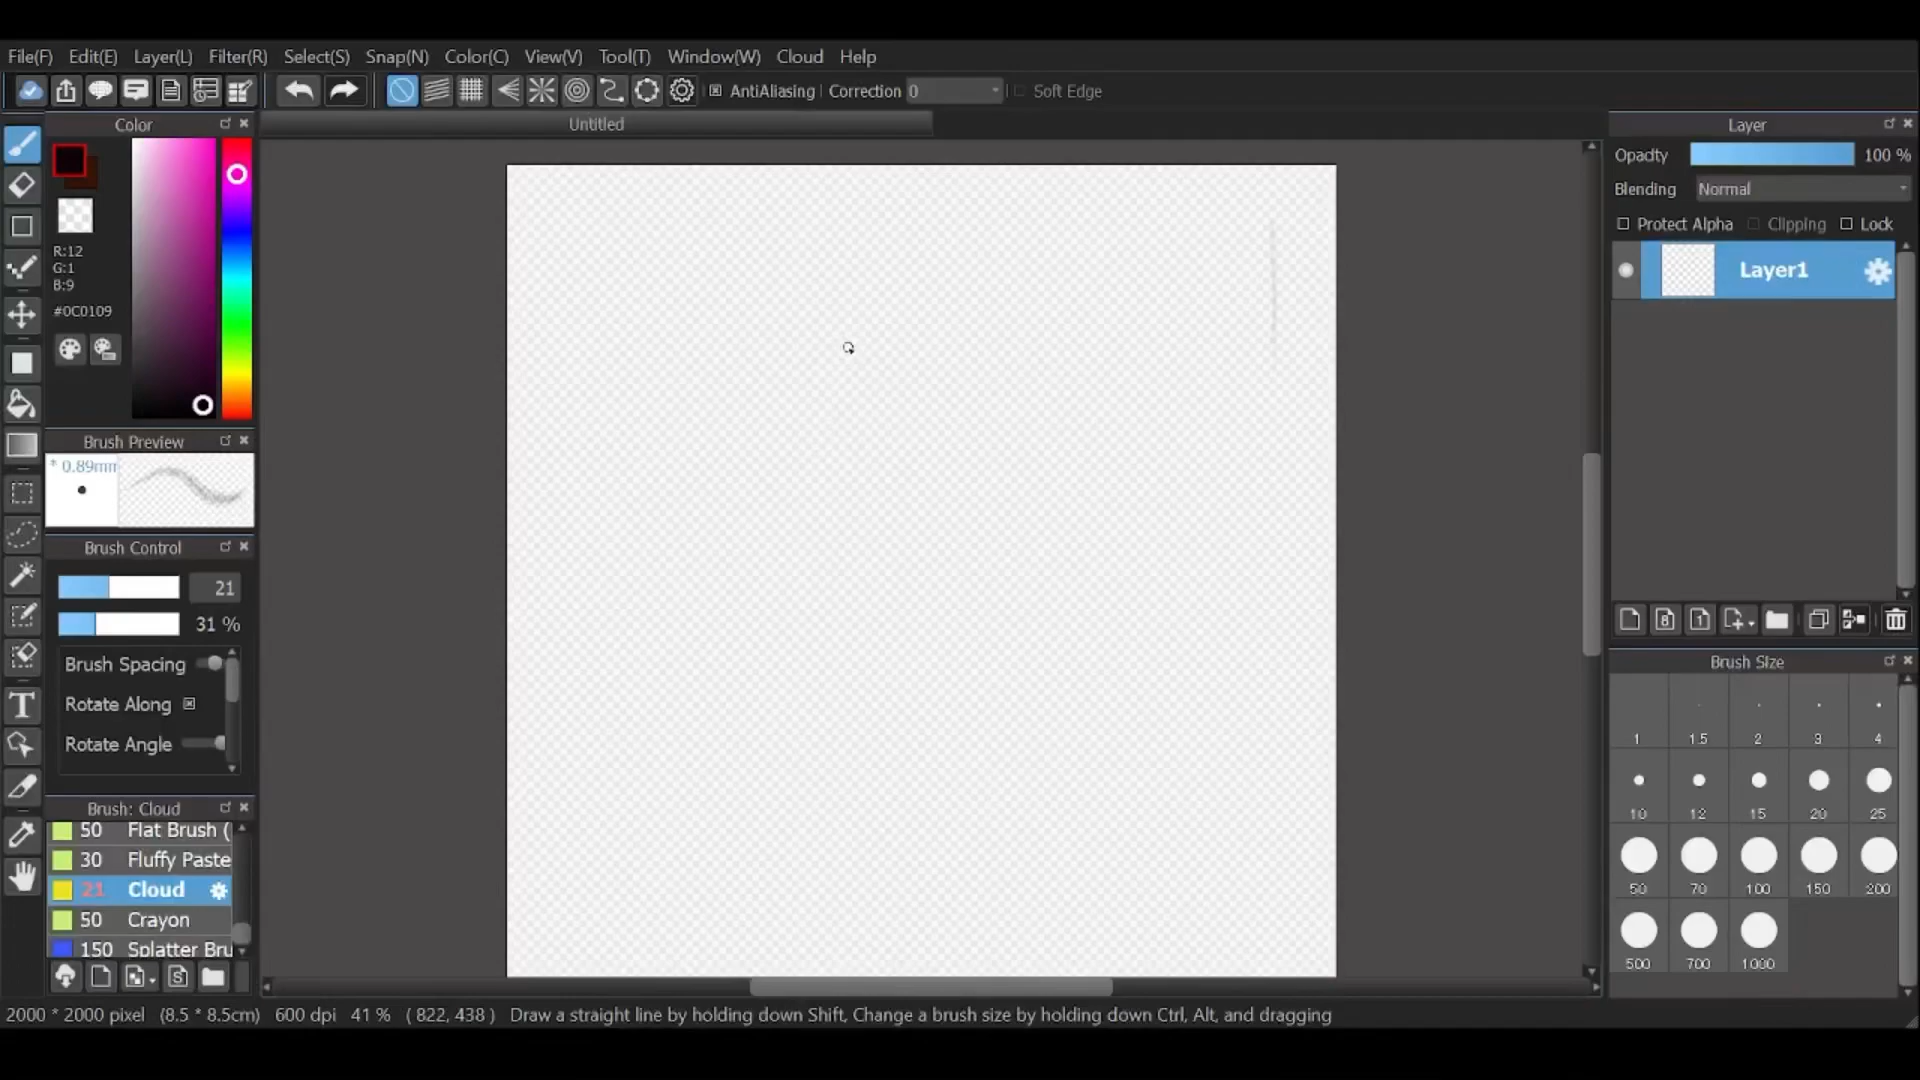 File(F) Edit(E) Layer(L) Filter(R) Select(S) Snap(N) Color(C) View(V) Tool(T) Window(W) Cloud Help
AntiAliasing Correction 0 Soft Edge
Color
Untitled
Layer
R:12
G:1
B:9
#0C0109
Brush Preview
* 0.89mm
Brush Control
21
31 %
Brush Spacing
Rotate Along
Rotate Angle
Brush: Cloud
50 Flat Brush (
30 Fluffy Paste
21 Cloud
50 Crayon
150 Splatter Bru
Opacity 100 %
Blending Normal
Protect Alpha Clipping Lock
Layer1
8
1
Brush Size
1 1.5 2 3 4
10 12 15 20 25
50 70 100 150 200
500 700 1000
2000 * 2000 pixel (8.5 * 8.5cm) 600 dpi 41 % ( 822, 438 ) Draw a straight line by holding down Shift, Change a brush size by holding down Ctrl, Alt, and dragging